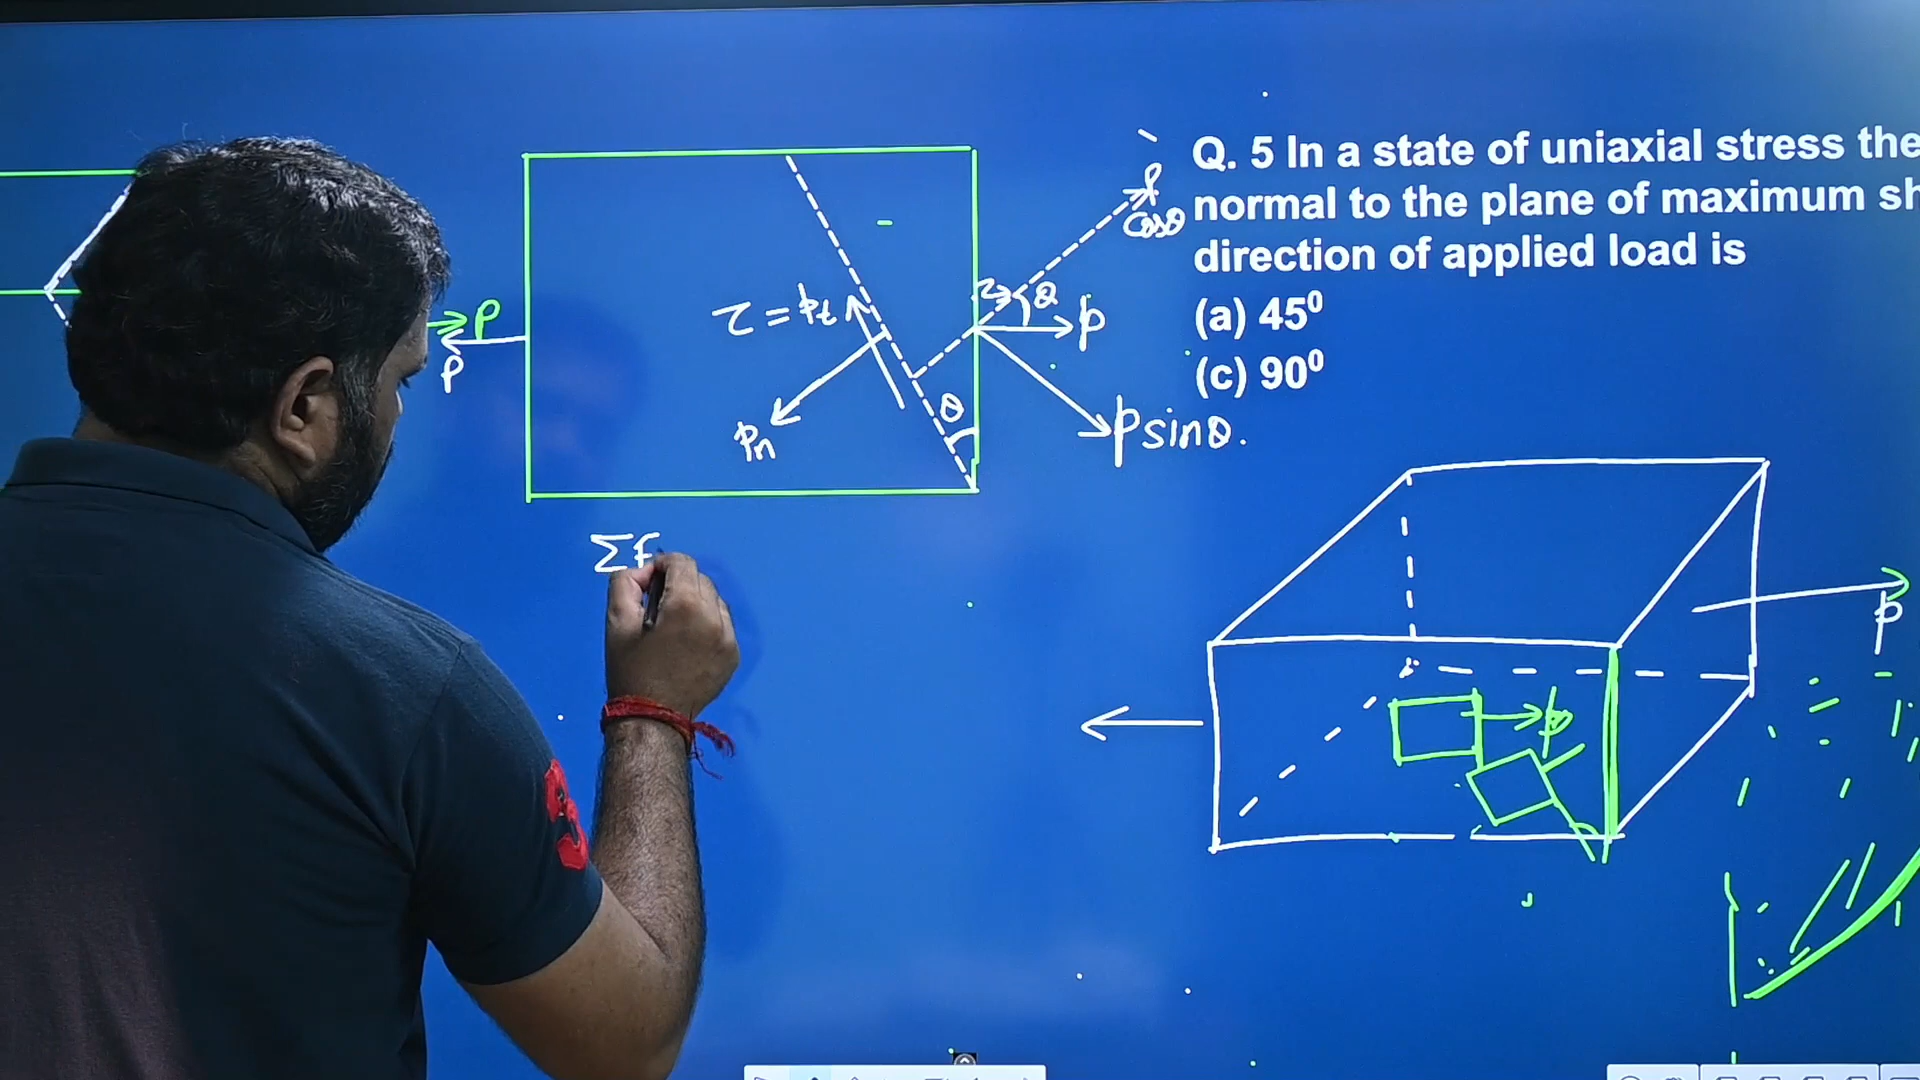 Q. 5 In a state of uniaxial stress the
normal to the plane of maximum sh
direction of applied load is
(a) 45⁰
(c) 90⁰
P
P
τ = pt
pn
θ
θ
p
p
cosθ
p sinθ.
ΣF
p
p